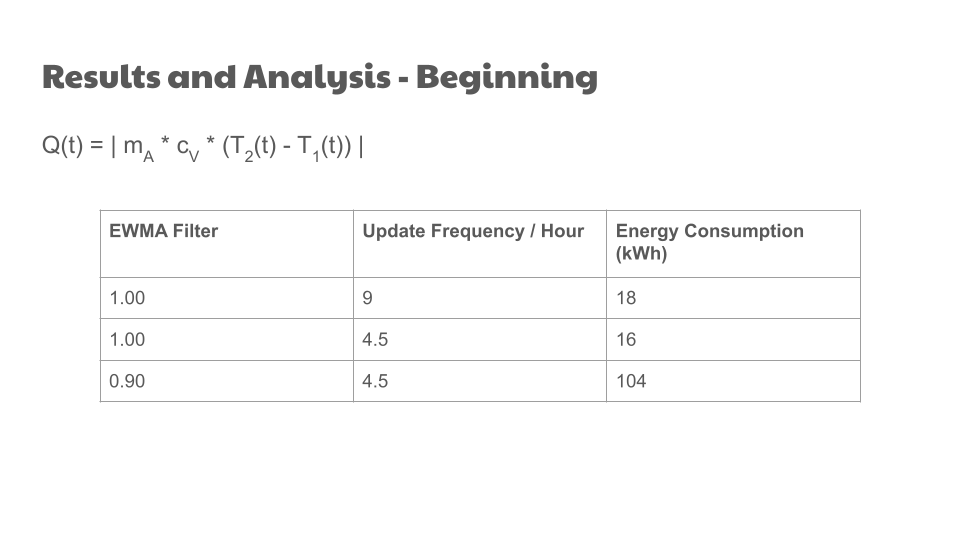 Results and Analysis - Beginning
Q(t) = | m_A * c_V * (T_2(t) - T_1(t)) |
EWMA Filter
Update Frequency / Hour
Energy Consumption
(kWh)
1.00
9
18
1.00
4.5
16
0.90
4.5
104